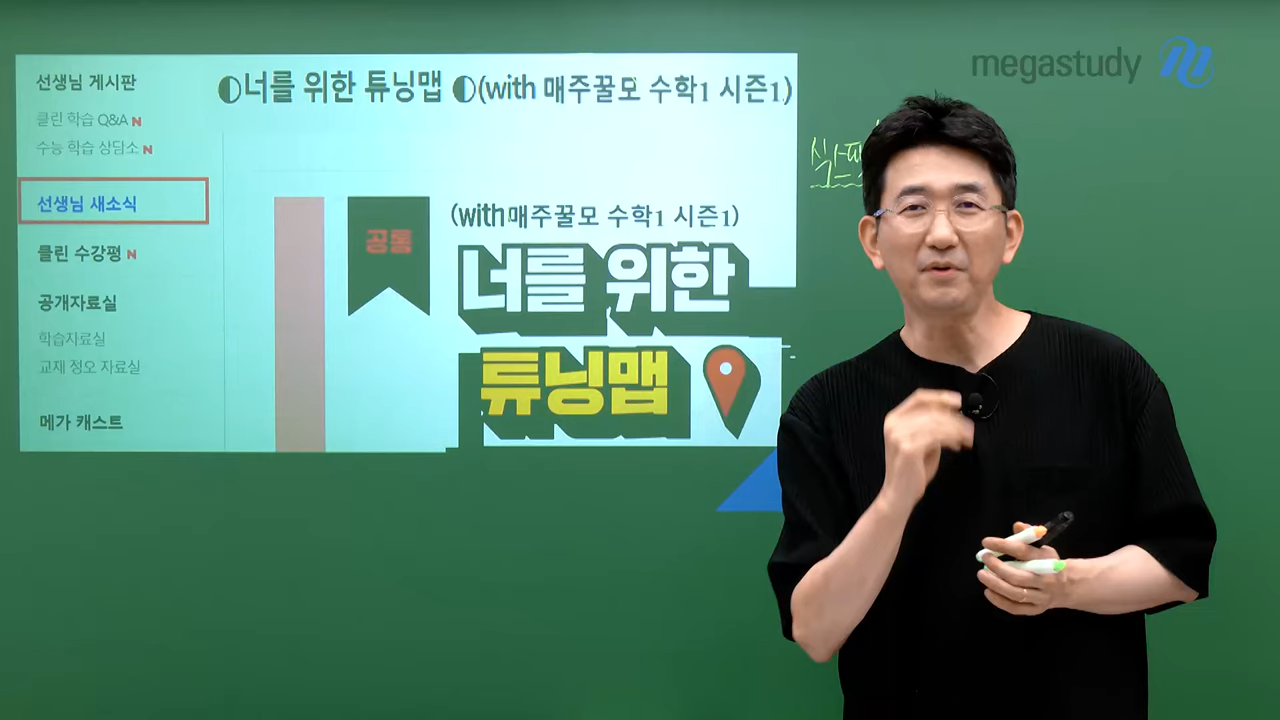 megastudy
선생님 게시판
클린 학습 Q&A N
수능 학습 상담소 N
선생님 새소식
클린 수강평 N
공개자료실
학습자료실
교재 정오 자료실
메가 캐스트
◐너를 위한 튜닝맵 ◐(with 매주꿀모 수학1 시즌1)
공통
(with 매주꿀모 수학1 시즌1)
너를 위한
튜닝맵